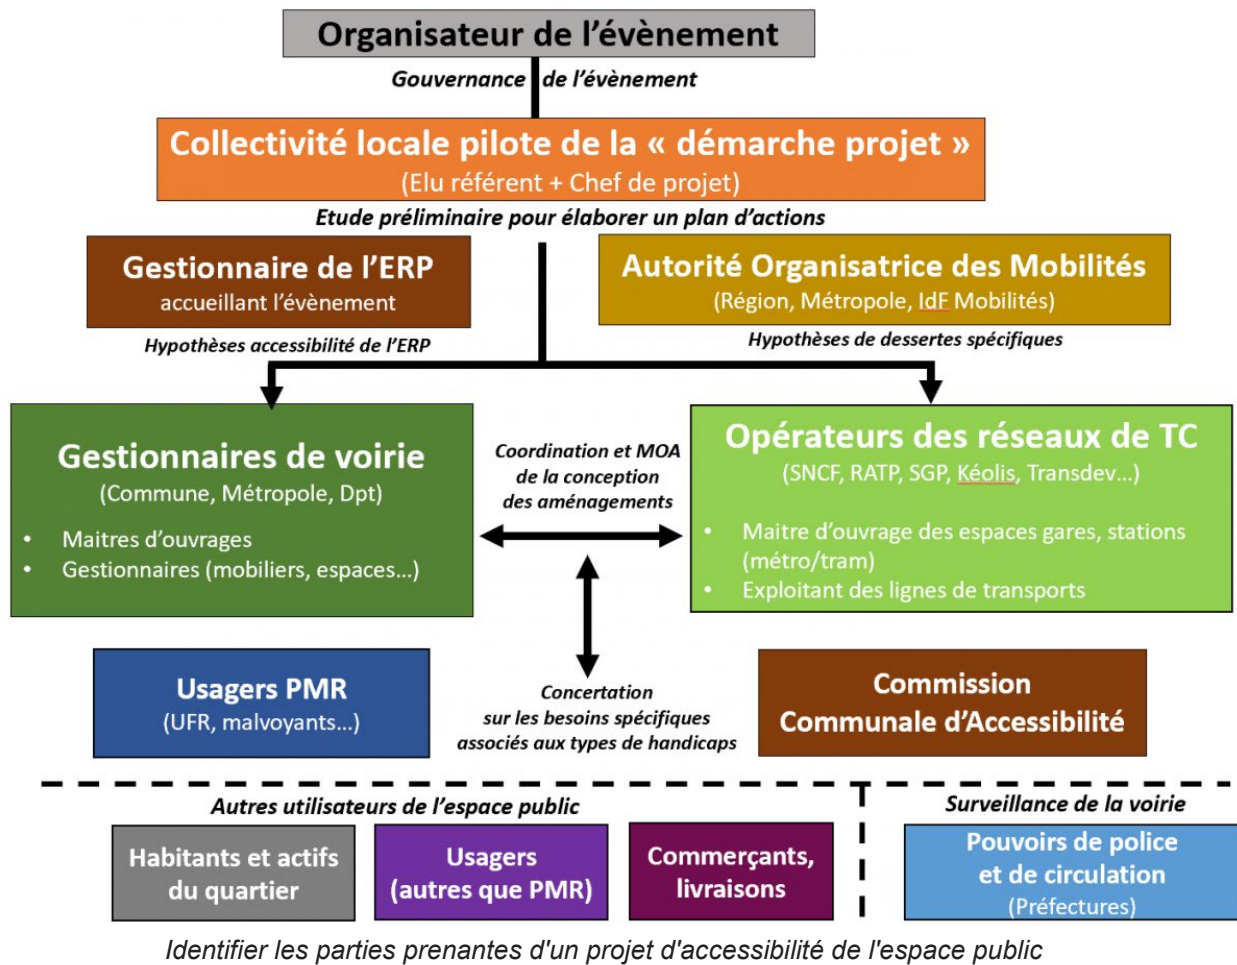 Organisateur de l'évènement
Gouvernance de l'évènement
Collectivité locale pilote de la « démarche projet »
(Elu référent + Chef de projet)
Etude préliminaire pour élaborer un plan d'actions
Gestionnaire de l'ERP
accueillant l'évènement
Autorité Organisatrice des Mobilités
(Région, Métropole, IdF Mobilités)
Hypothèses accessibilité de l'ERP
Hypothèses de dessertes spécifiques
Gestionnaires de voirie
(Commune, Métropole, Dpt)
• Maitres d'ouvrages
• Gestionnaires (mobiliers, espaces...)
Coordination et MOA
de la conception
des aménagements
Opérateurs des réseaux de TC
(SNCF, RATP, SGP, Kéolis, Transdev...)
• Maitre d'ouvrage des espaces gares, stations
(métro/tram)
• Exploitant des lignes de transports
Usagers PMR
(UFR, malvoyants...)
Concertation
sur les besoins spécifiques
associés aux types de handicaps
Commission
Communale d'Accessibilité
Autres utilisateurs de l'espace public
Surveillance de la voirie
Habitants et actifs
du quartier
Usagers
(autres que PMR)
Commerçants,
livraisons
Pouvoirs de police
et de circulation
(Préfectures)
Identifier les parties prenantes d'un projet d'accessibilité de l'espace public